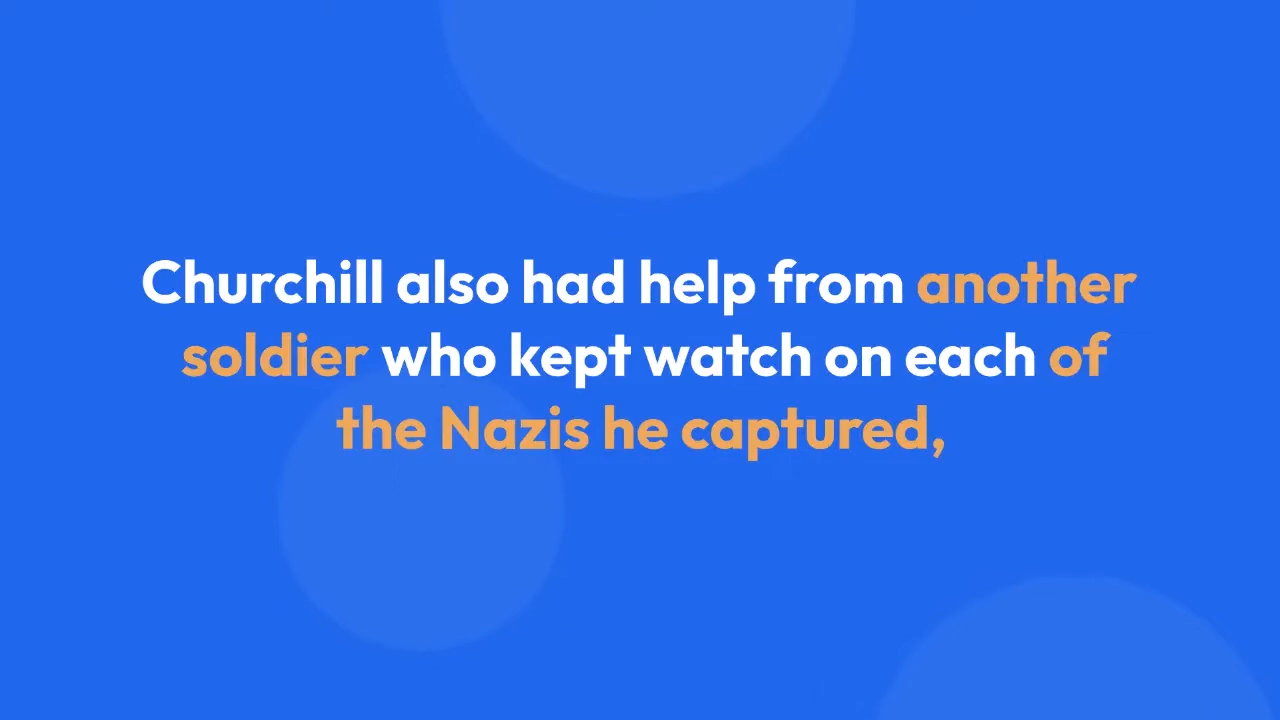 Churchill also had help from another
soldier who kept watch on each of
the Nazis he captured,